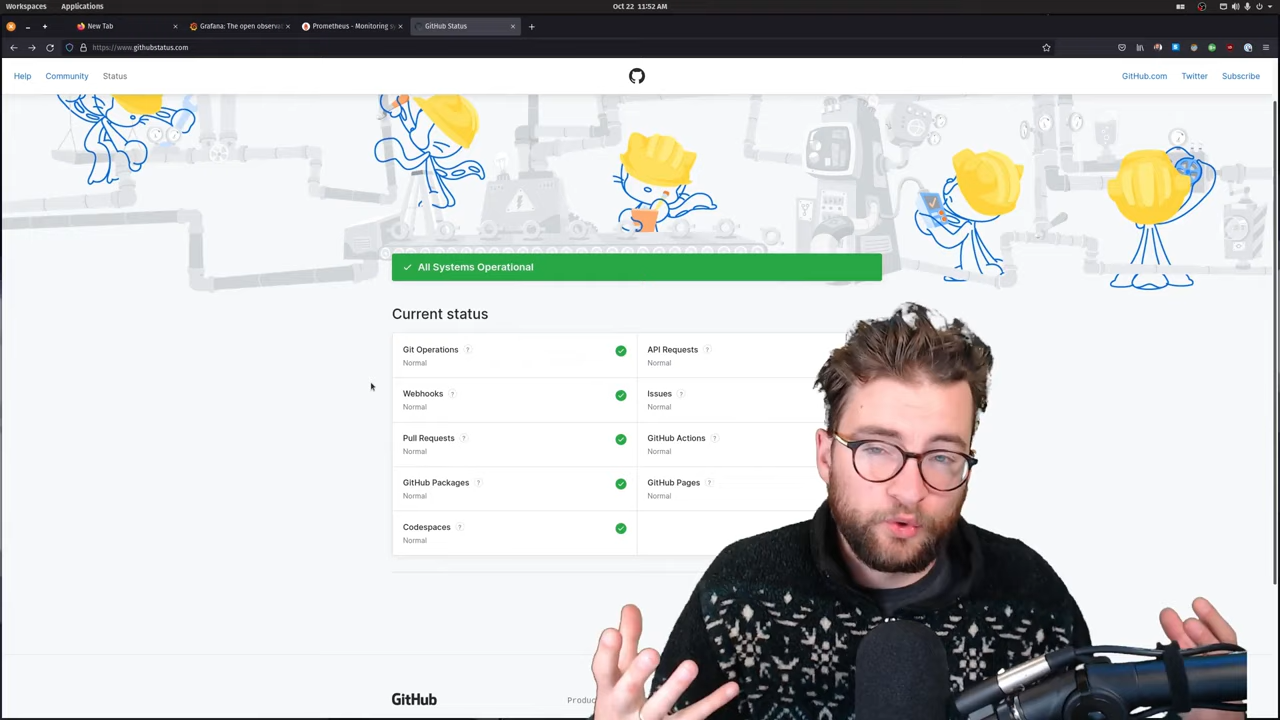 Workspaces Applications Oct 22 11:52 AM
New Tab Grafana: The open observa Prometheus - Monitoring s GitHub Status
https://www.githubstatus.com
Help Community Status GitHub.com Twitter Subscribe
All Systems Operational
Current status
Git Operations ? API Requests ?
Normal Normal
Webhooks ? Issues ?
Normal Normal
Pull Requests ? GitHub Actions ?
Normal Normal
GitHub Packages ? GitHub Pages ?
Normal Normal
Codespaces ?
Normal
GitHub Produc